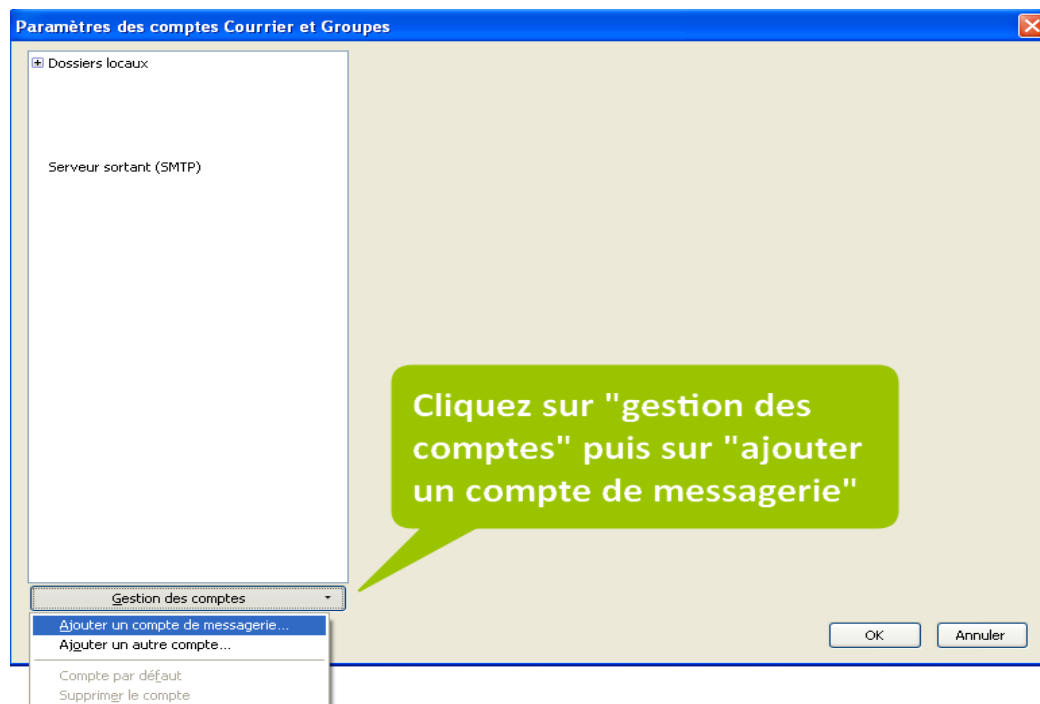 Paramètres des comptes Courrier et Groupes
Dossiers locaux
Serveur sortant (SMTP)
Cliquez sur "gestion des
comptes" puis sur "ajouter
un compte de messagerie"
Gestion des comptes
Ajouter un compte de messagerie...
Ajouter un autre compte...
Compte par défaut
Supprimer le compte
OK
Annuler